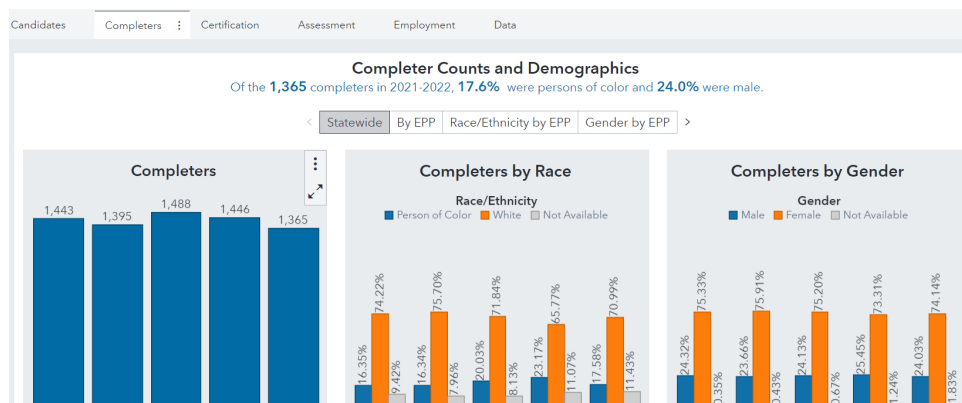 Candidates Completers Certification Assessment Employment Data
Completer Counts and Demographics
Of the 1,365 completers in 2021-2022, 17.6% were persons of color and 24.0% were male.
< Statewide By EPP Race/Ethnicity by EPP Gender by EPP >
Completers
1,443 1,395 1,488 1,446 1,365
Completers by Race
Race/Ethnicity
Person of Color White Not Available
16.35% 74.22% 9.42% 16.34% 75.70% 7.96% 20.03% 71.84% 8.13% 23.17% 65.77% 11.07% 17.58% 70.99% 11.43%
Completers by Gender
Gender
Male Female Not Available
24.32% 75.33% 0.35% 23.66% 75.91% 0.43% 24.13% 75.20% 0.67% 25.45% 73.31% 1.24% 24.03% 74.14% 1.83%